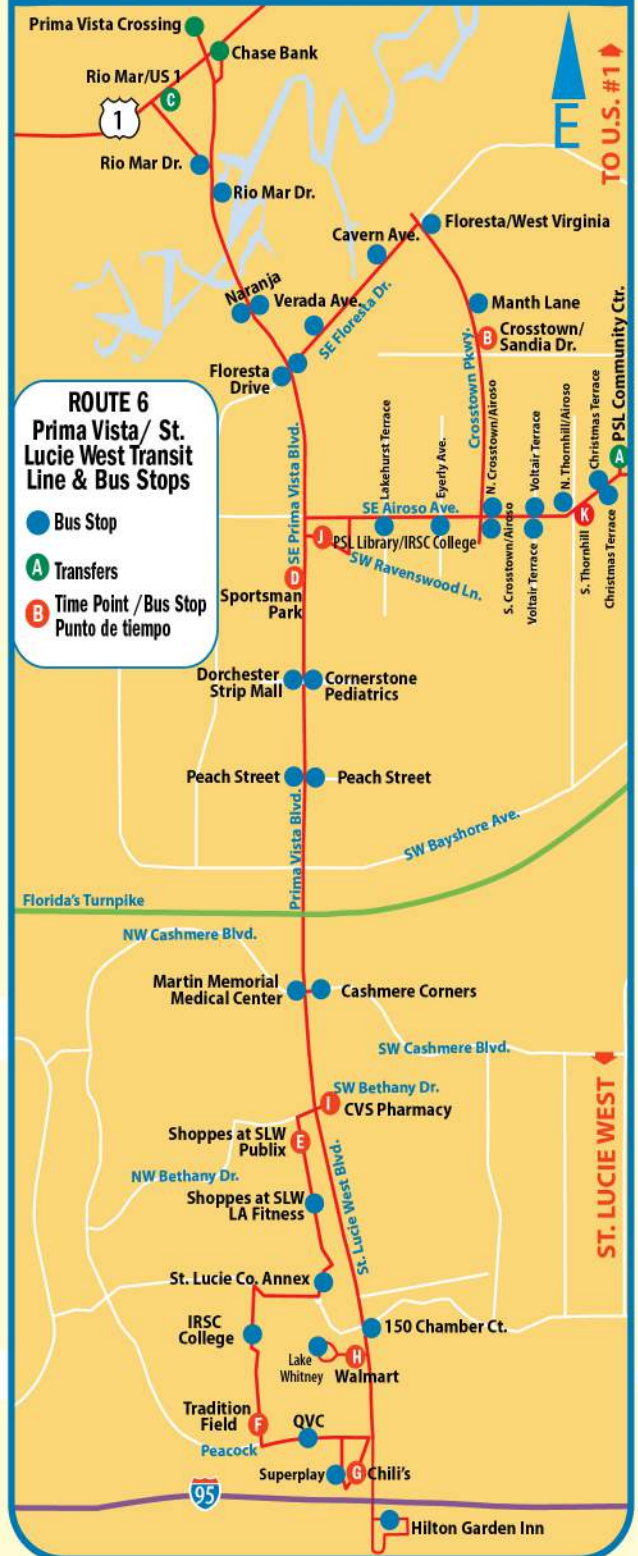 Prima Vista Crossing
Chase Bank
Rio Mar/US 1
C
1
E
TO U.S. #1
Rio Mar Dr.
Rio Mar Dr.
Floresta/West Virginia
Cavern Ave.
Naranja
Verada Ave.
SE Floresta Dr.
Manth Lane
B
Crosstown/
Sandia Dr.
Crosstown Pkwy.
Floresta
Drive
PSL Community Ctr.
A
ROUTE 6
Prima Vista/ St.
Lucie West Transit
Line & Bus Stops
Bus Stop
A
Transfers
B
Time Point /Bus Stop
Punto de tiempo
SE Prima Vista Blvd.
Lakehurst Terrace
Eyerly Ave.
N. Crosstown/Airoso
Voltair Terrace
N. Thornhill/Airoso
Christmas Terrace
SE Airoso Ave.
K
J
PSL Library/IRSC College
SW Ravenswood Ln.
S. Crosstown/Airoso
Voltair Terrace
S. Thornhill
Christmas Terrace
D
Sportsman
Park
Dorchester
Strip Mall
Cornerstone
Pediatrics
Peach Street
Peach Street
Prima Vista Blvd.
SW Bayshore Ave.
Florida's Turnpike
NW Cashmere Blvd.
Martin Memorial
Medical Center
Cashmere Corners
SW Cashmere Blvd.
SW Bethany Dr.
I
CVS Pharmacy
Shoppes at SLW
Publix
E
NW Bethany Dr.
Shoppes at SLW
LA Fitness
St. Lucie West Blvd.
ST. LUCIE WEST
St. Lucie Co. Annex
IRSC
College
150 Chamber Ct.
Lake
Whitney
H
Walmart
Tradition
Field
F
QVC
Peacock
Superplay
G
Chili's
95
Hilton Garden Inn